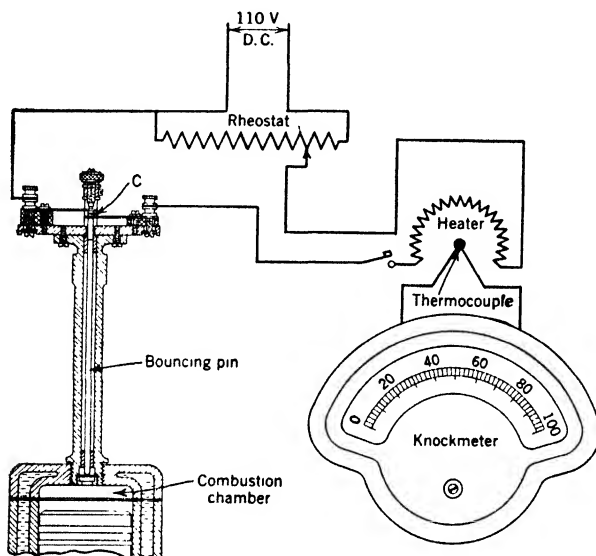 110 V
D.C.
Rheostat
C
Heater
Thermocouple
Bouncing pin
0
20
40
60
80
100
Knockmeter
Combustion
chamber